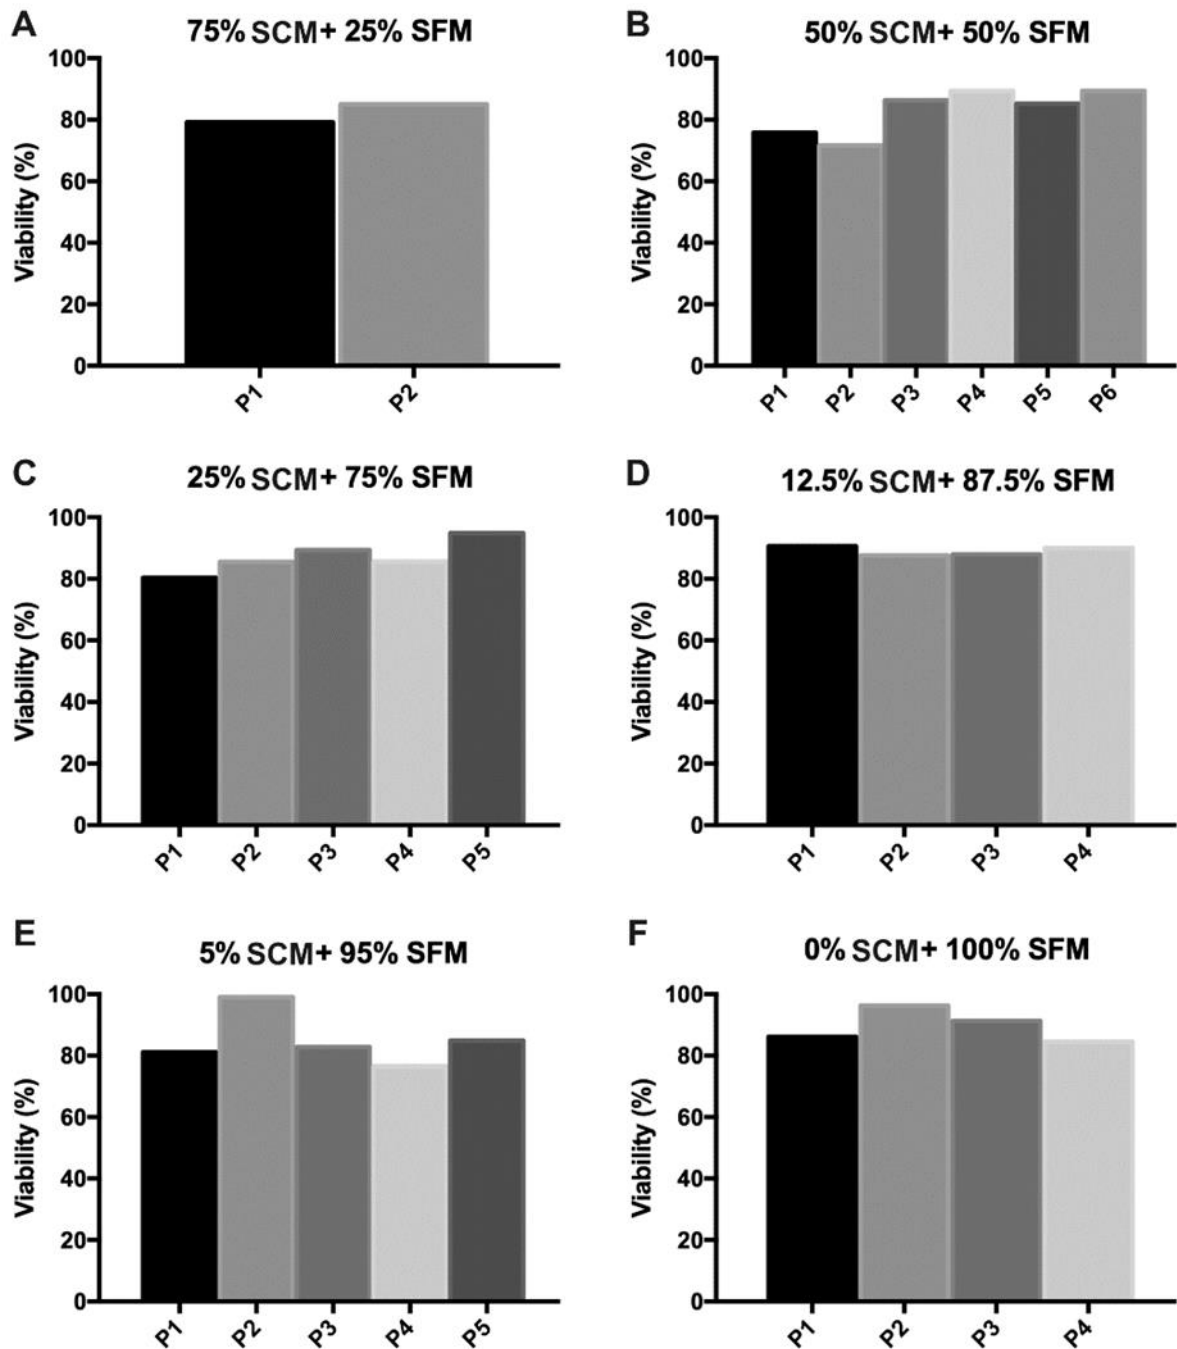 A
75% SCM+ 25% SFM
100
80
60
40
20
0
Viability (%)
P1
P2
B
50% SCM+ 50% SFM
100
80
60
40
20
0
Viability (%)
P1
P2
P3
P4
P5
P6
C
25% SCM+ 75% SFM
100
80
60
40
20
0
Viability (%)
P1
P2
P3
P4
P5
D
12.5% SCM+ 87.5% SFM
100
80
60
40
20
0
Viability (%)
P1
P2
P3
P4
E
5% SCM+ 95% SFM
100
80
60
40
20
0
Viability (%)
P1
P2
P3
P4
P5
F
0% SCM+ 100% SFM
100
80
60
40
20
0
Viability (%)
P1
P2
P3
P4